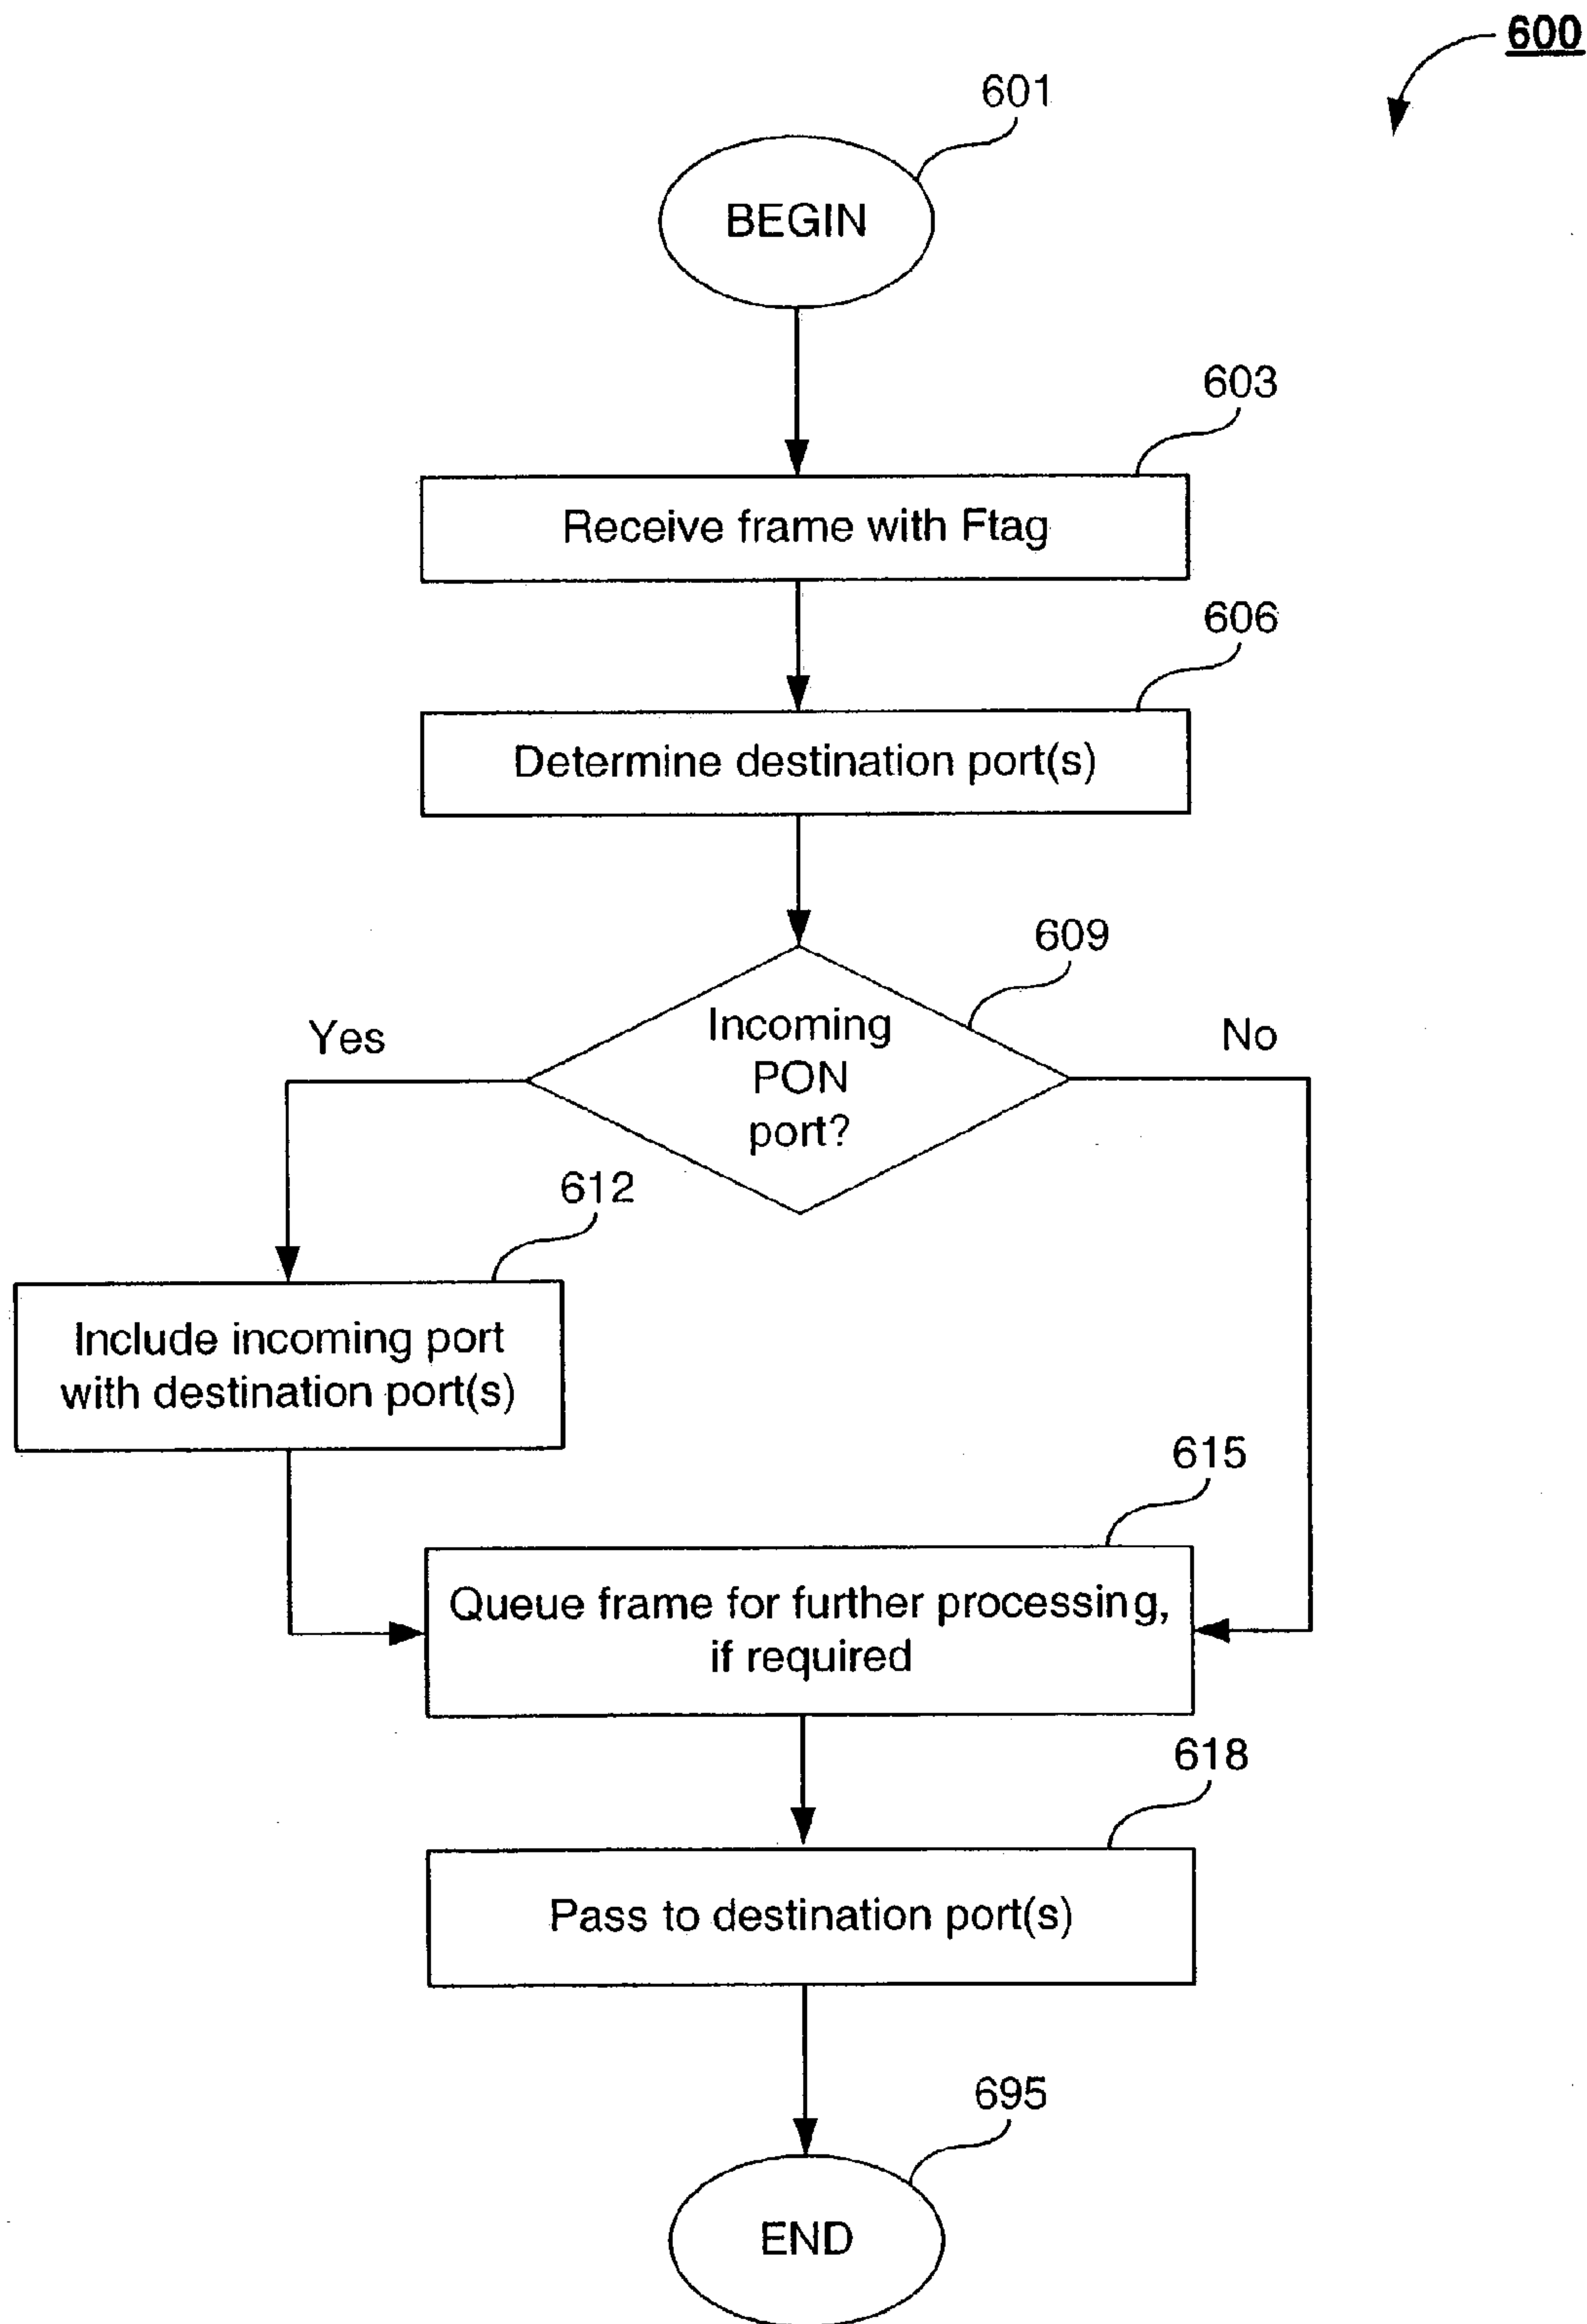 600
601
BEGIN
603
Receive frame with Ftag
606
Determine destination port(s)
609
Incoming
PON
port?
Yes
No
612
Include incoming port
with destination port(s)
615
Queue frame for further processing,
if required
618
Pass to destination port(s)
695
END